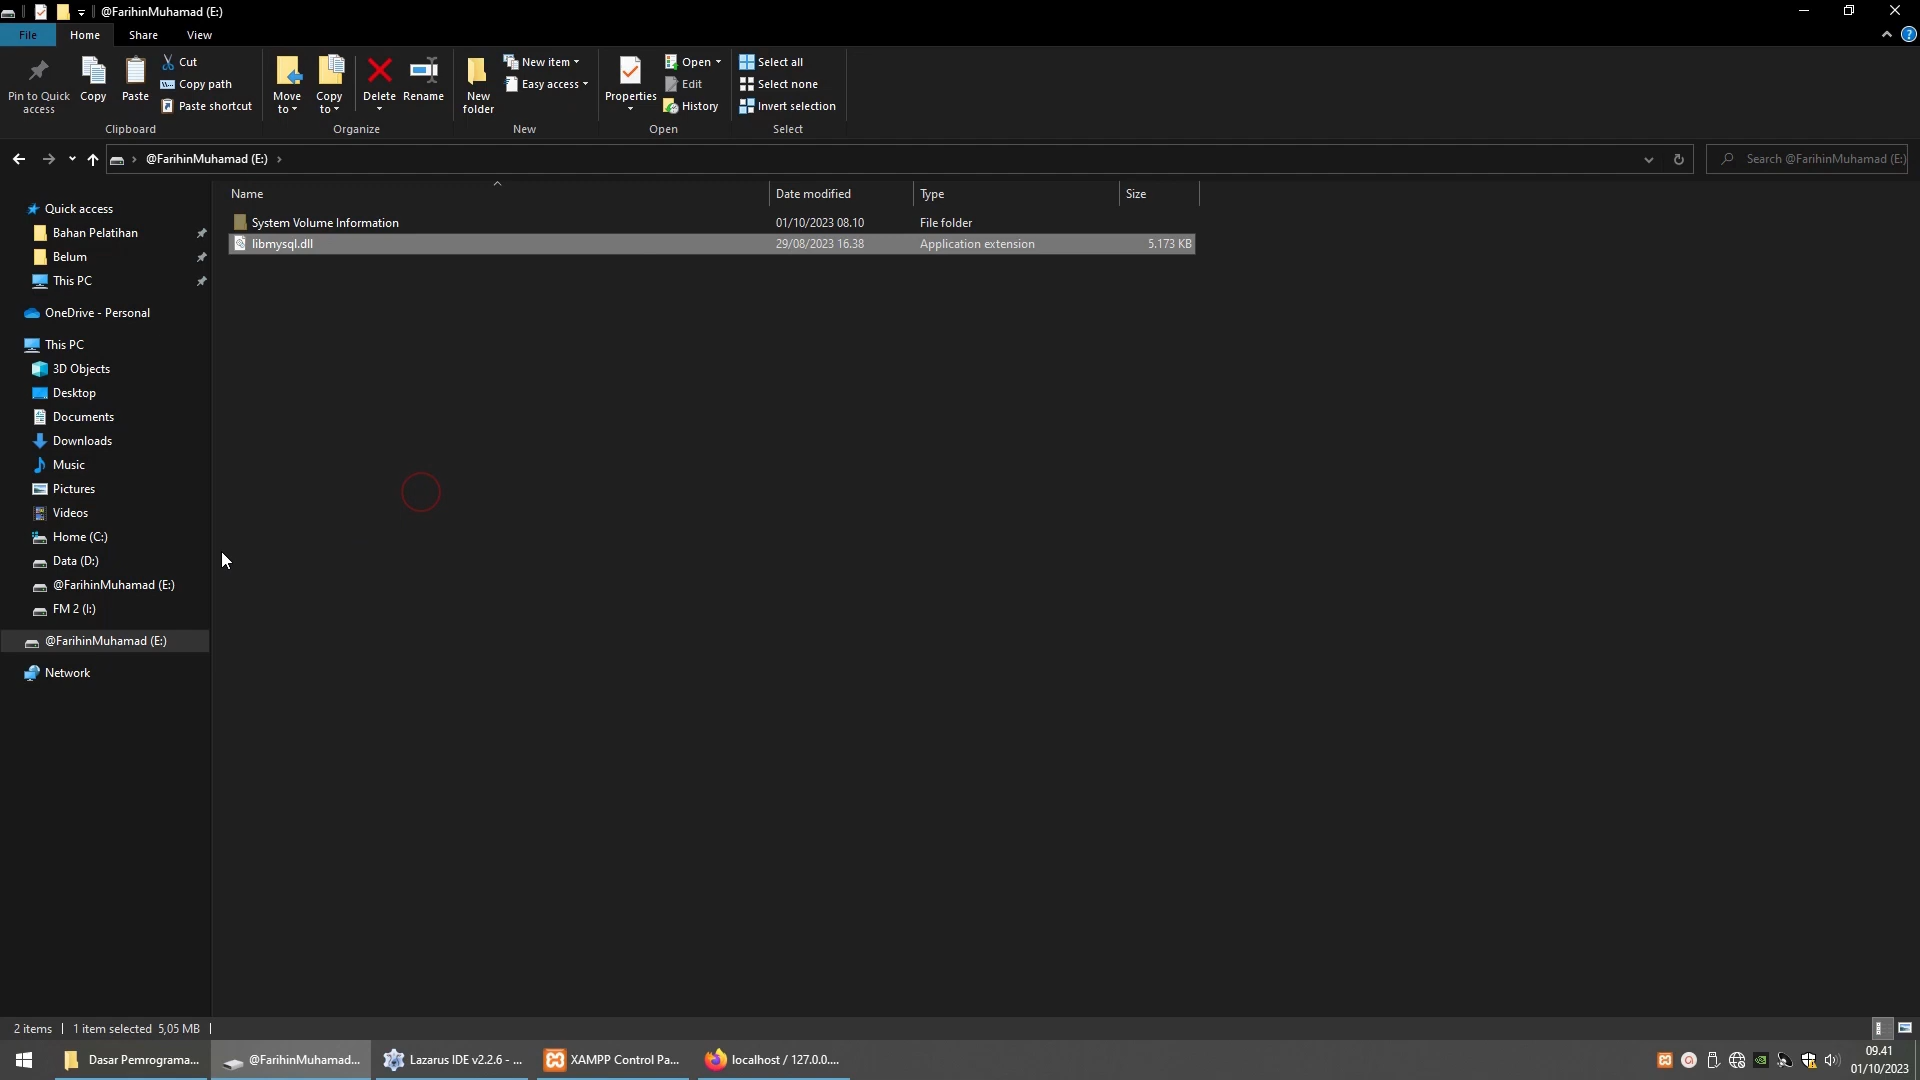 @FarihinMuhamad (E:)
File Home Share View
Pin to Quick access
Copy
Paste
Cut
Copy path
Paste shortcut
Clipboard
Move to
Copy to
Delete
Rename
Organize
New folder
New item
Easy access
New
Properties
Open
Edit
History
Open
Select all
Select none
Invert selection
Select
@FarihinMuhamad (E:)
Search @FarihinMuhamad (E:)
Name Date modified Type Size
System Volume Information 01/10/2023 08.10 File folder
libmysql.dll 29/08/2023 16.38 Application extension 5.173 KB
Quick access
Bahan Pelatihan
Belum
This PC
OneDrive - Personal
This PC
3D Objects
Desktop
Documents
Downloads
Music
Pictures
Videos
Home (C:)
Data (D:)
@FarihinMuhamad (E:)
FM 2 (I:)
@FarihinMuhamad (E:)
Network
2 items 1 item selected 5,05 MB
Dasar Pemrograma...
@FarihinMuhamad...
Lazarus IDE v2.2.6 - ...
XAMPP Control Pa...
localhost / 127.0.0....
09.41
01/10/2023